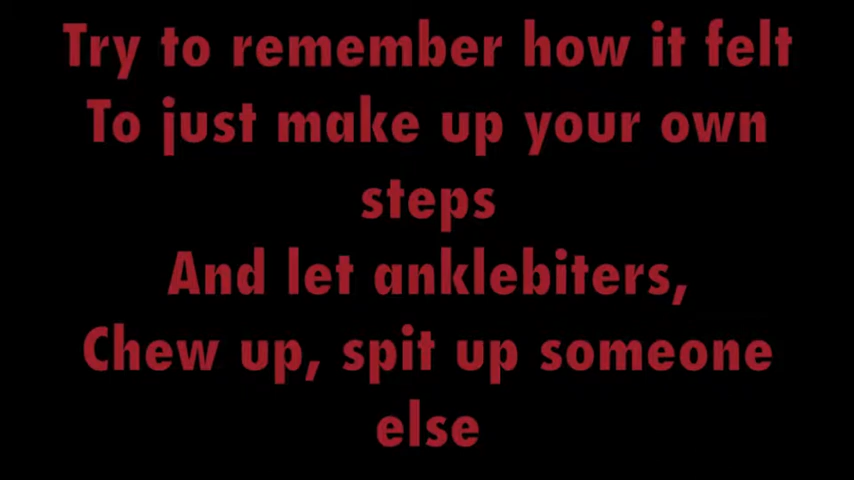 Try to remember how it felt
To just make up your own
steps
And let anklebiters,
Chew up, spit up someone
else